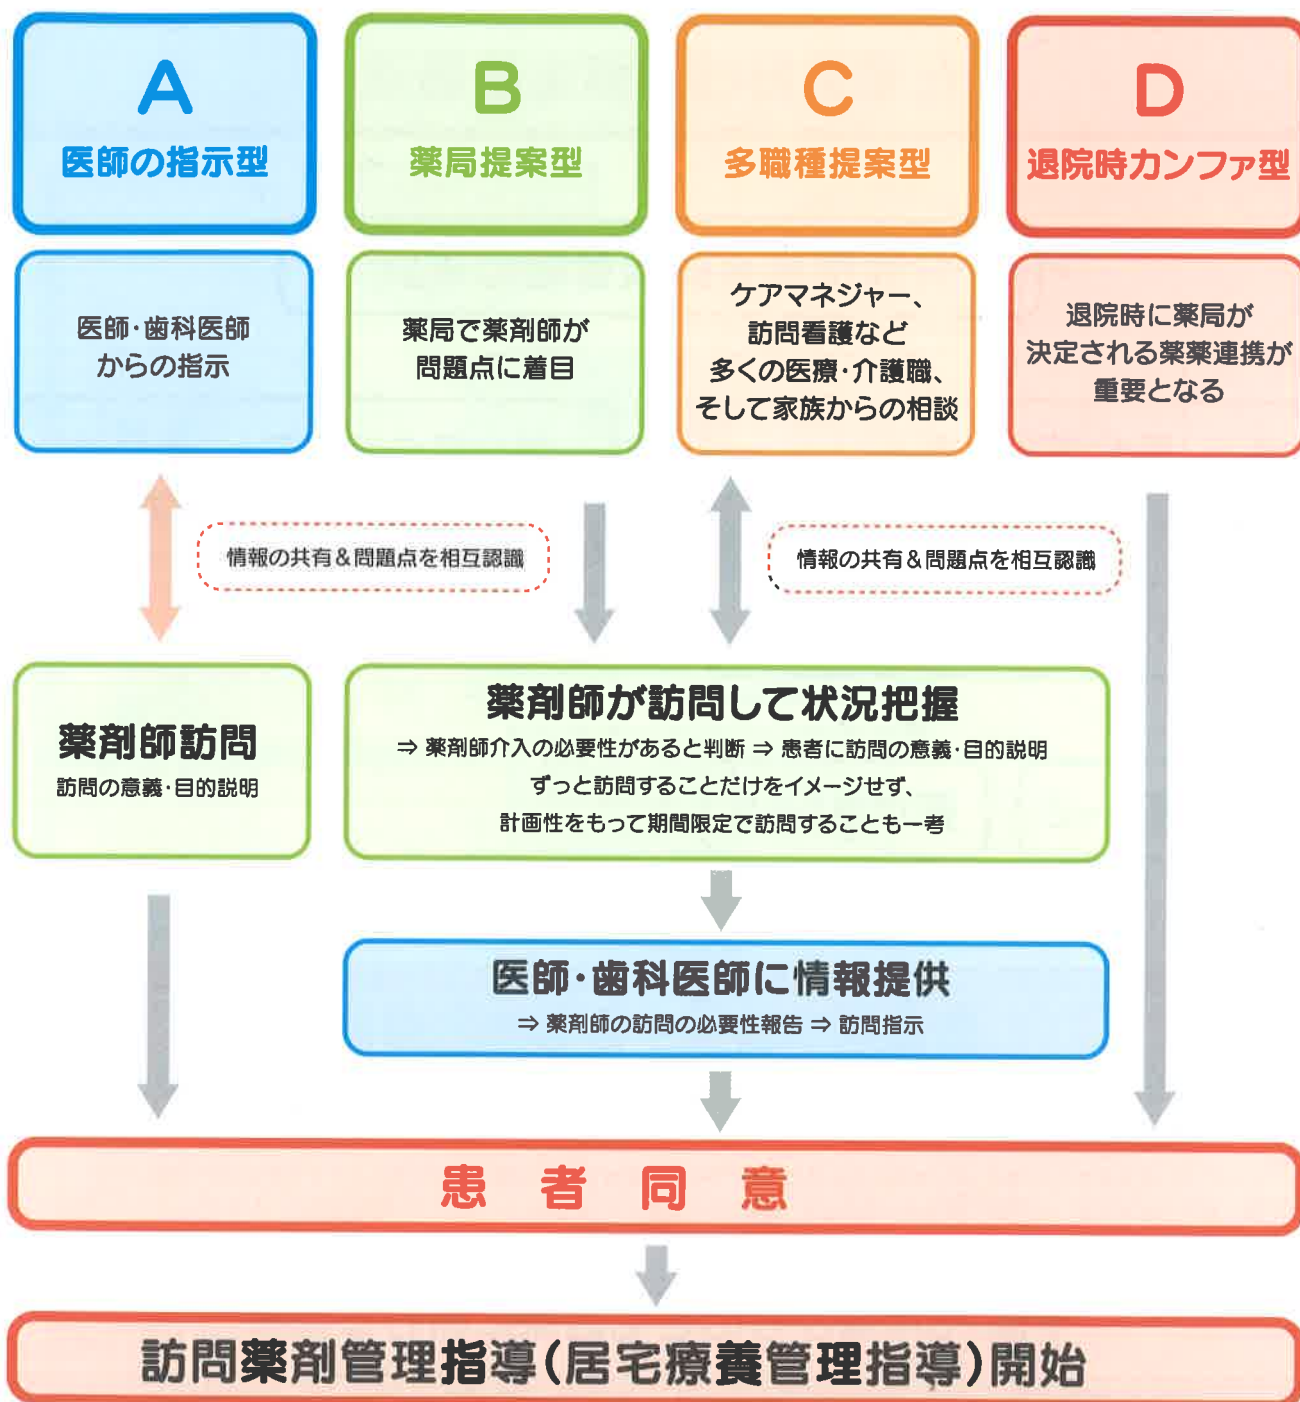 A
医師の指示型
B
薬局提案型
C
多職種提案型
D
退院時カンファ型
医師・歯科医師
からの指示
薬局で薬剤師が
問題点に着目
ケアマネジャー、
訪問看護など
多くの医療・介護職、
そして家族からの相談
退院時に薬局が
決定される薬薬連携が
重要となる
情報の共有&問題点を相互認識
情報の共有&問題点を相互認識
薬剤師訪問
訪問の意義・目的説明
薬剤師が訪問して状況把握
⇒ 薬剤師介入の必要性があると判断 ⇒ 患者に訪問の意義・目的説明
ずっと訪問することだけをイメージせず、
計画性をもって期間限定で訪問することも一考
医師・歯科医師に情報提供
⇒ 薬剤師の訪問の必要性報告 ⇒ 訪問指示
患者同意
訪問薬剤管理指導(居宅療養管理指導)開始